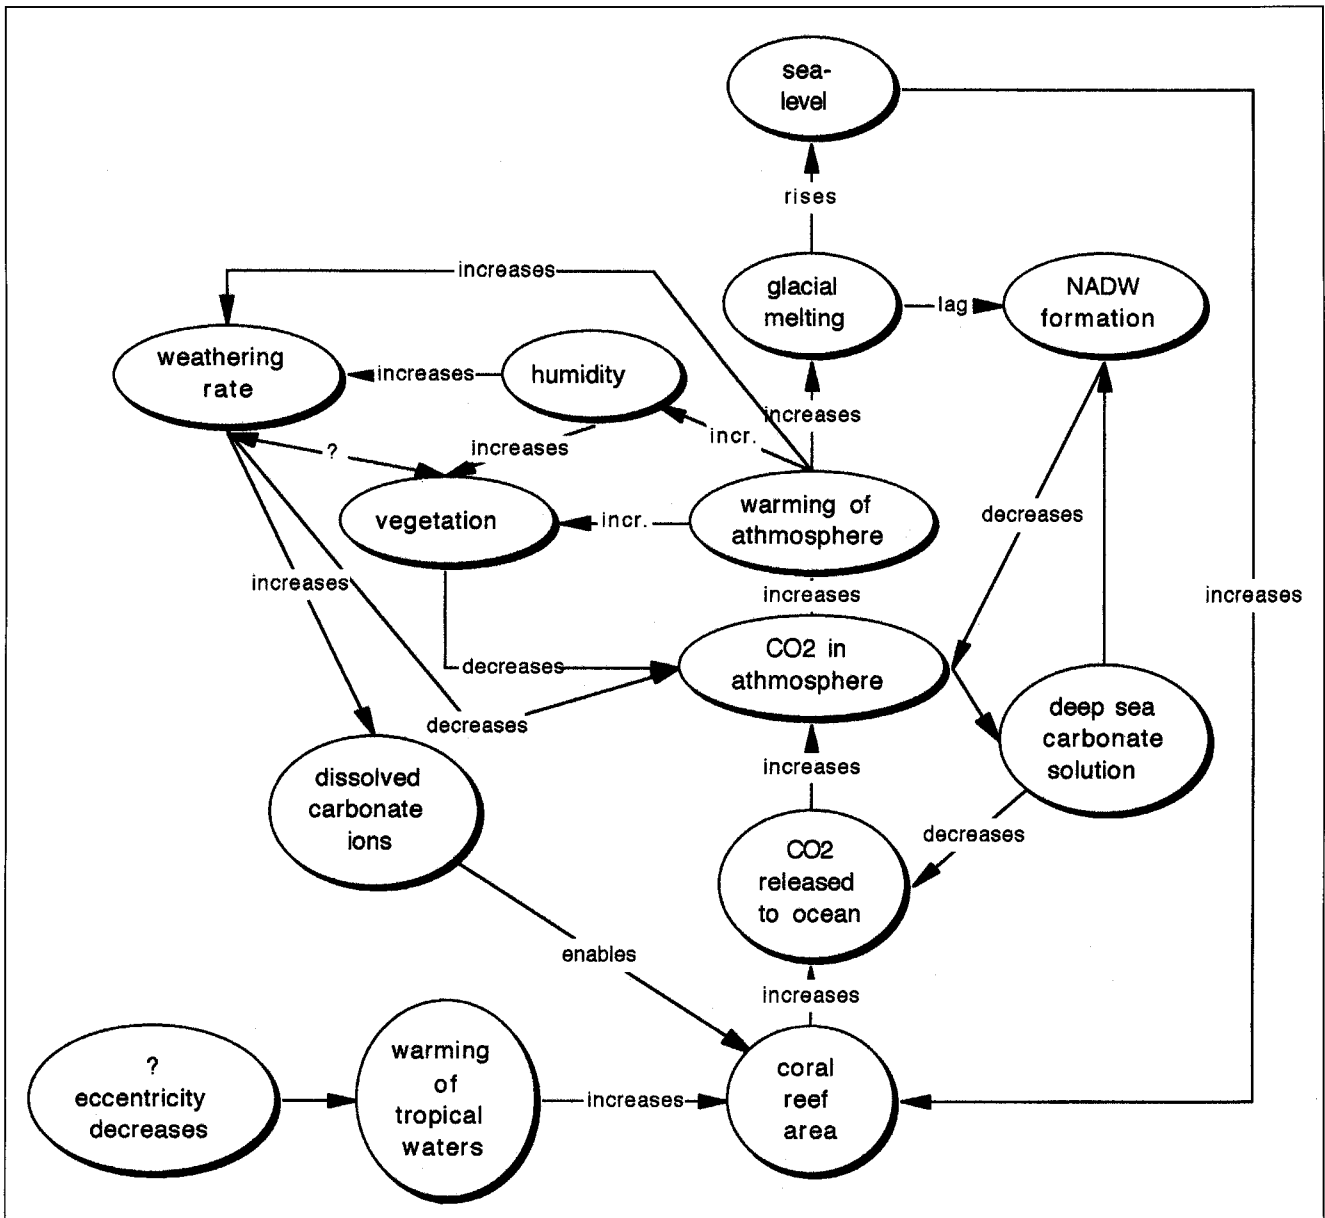 sea-
level
rises
increases
glacial
melting
lag
NADW
formation
weathering
rate
increases
humidity
increases
incr.
increases
?
increases
vegetation
incr.
warming of
athmosphere
decreases
increases
increases
increases
CO2 in
athmosphere
decreases
decreases
deep sea
carbonate
solution
dissolved
carbonate
ions
increases
decreases
CO2
released
to ocean
enables
increases
?
eccentricity
decreases
warming
of
tropical
waters
increases
coral
reef
area